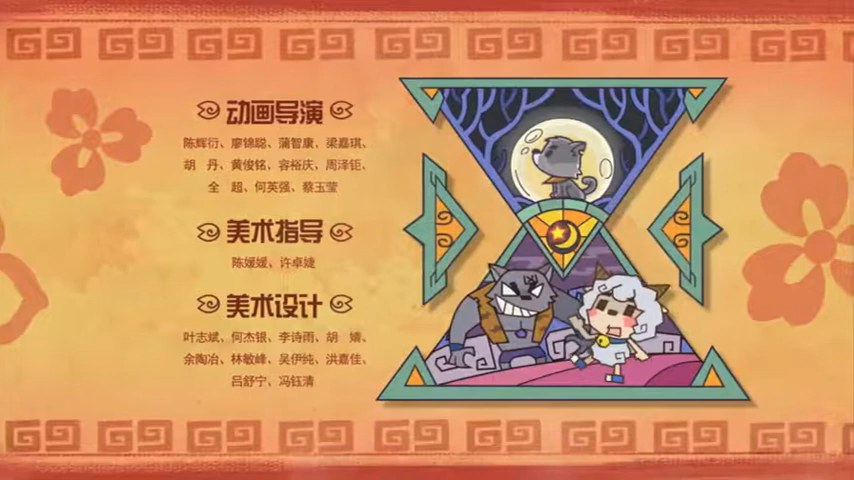 动画导演
陈辉衍、廖锦聪、蒲智康、梁嘉琪、
胡 丹、黄俊铭、容裕庆、周泽钜、
全 超、何英强、蔡玉莹
美术指导
陈媛媛、许卓婕
美术设计
叶志斌、何杰银、李诗雨、胡 婧、
余陶冶、林敏峰、吴伊纯、洪嘉佳、
吕舒宁、冯钰清